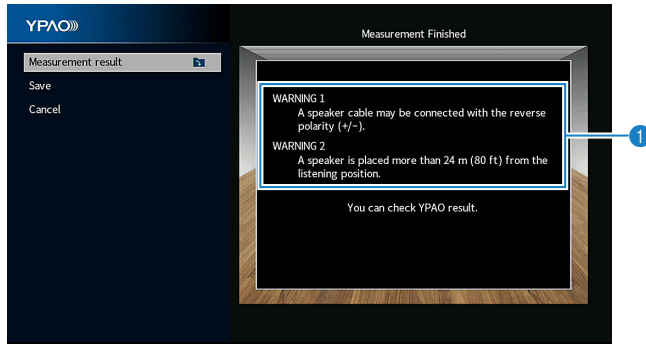 YPAO
Measurement Finished
Measurement result
Save
Cancel
WARNING 1
A speaker cable may be connected with the reverse
polarity (+/-).
WARNING 2
A speaker is placed more than 24 m (80 ft) from the
listening position.
You can check YPAO result.
1